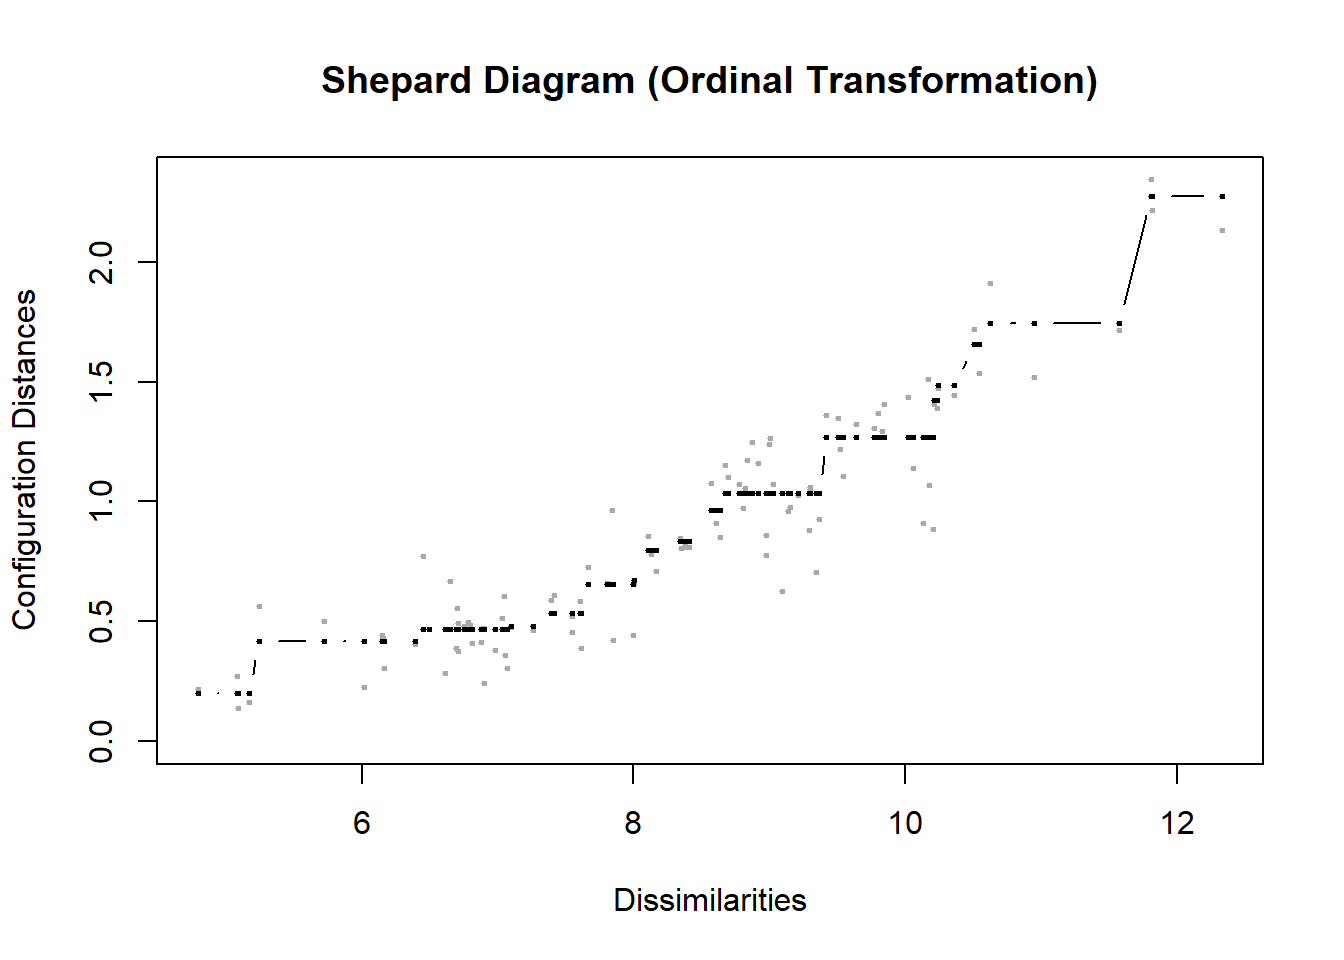 Shepard Diagram (Ordinal Transformation)
Configuration Distances
2.0
1.5
1.0
0.5
0.0
6 8 10 12
Dissimilarities